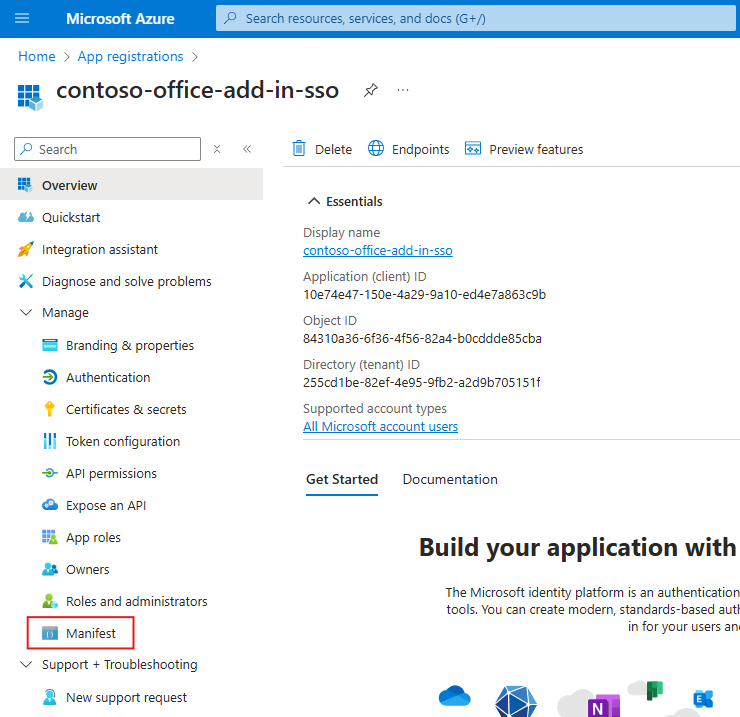 Microsoft Azure
Search resources, services, and docs (G+/)
Home > App registrations >
contoso-office-add-in-sso
...
Search
Overview
Quickstart
Integration assistant
Diagnose and solve problems
Manage
Branding & properties
Authentication
Certificates & secrets
Token configuration
API permissions
Expose an API
App roles
Owners
Roles and administrators
Manifest
Support + Troubleshooting
New support request
Delete
Endpoints
Preview features
Essentials
Display name
contoso-office-add-in-sso
Application (client) ID
10e74e47-150e-4a29-9a10-ed4e7a863c9b
Object ID
84310a36-6f36-4f56-82a4-b0cddde85cba
Directory (tenant) ID
255cd1be-82ef-4e95-9fb2-a2d9b705151f
Supported account types
All Microsoft account users
Get Started
Documentation
Build your application with
The Microsoft identity platform is an authentication
tools. You can create modern, standards-based aut
in for your users an
N
E